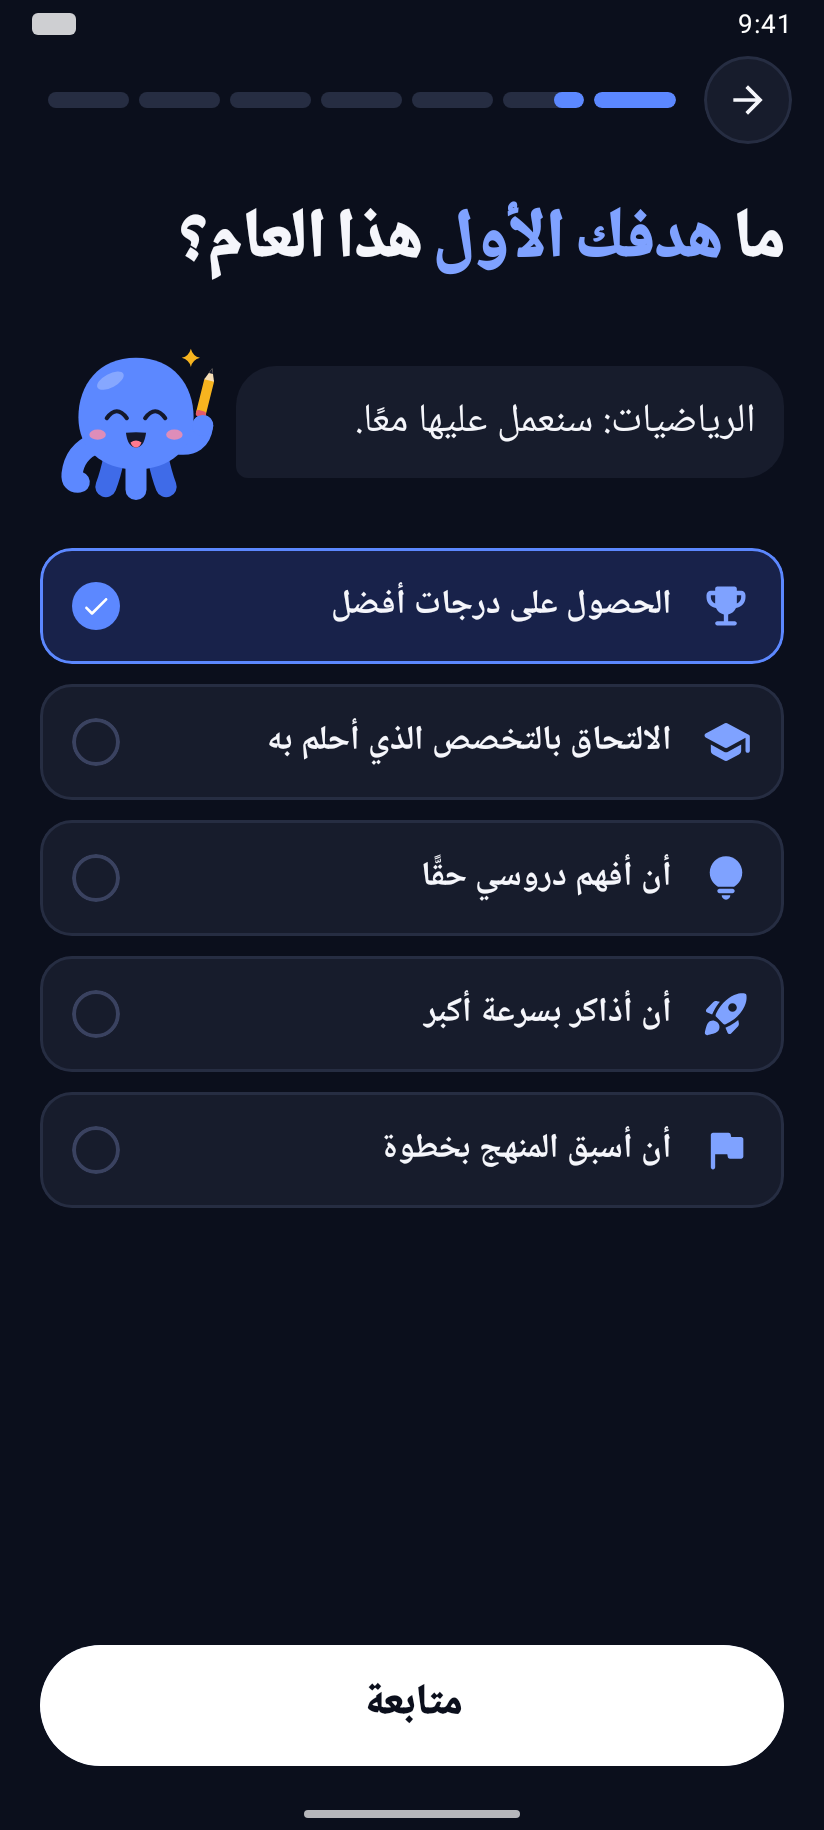 9:41
ما هدفك الأول هذا العام؟
الرياضيات: سنعمل عليها معًا.
الحصول على درجات أفضل
الالتحاق بالتخصص الذي أحلم به
أن أفهم دروسي حقًّا
أن أذاكر بسرعة أكبر
أن أسبق المنهج بخطوة
متابعة